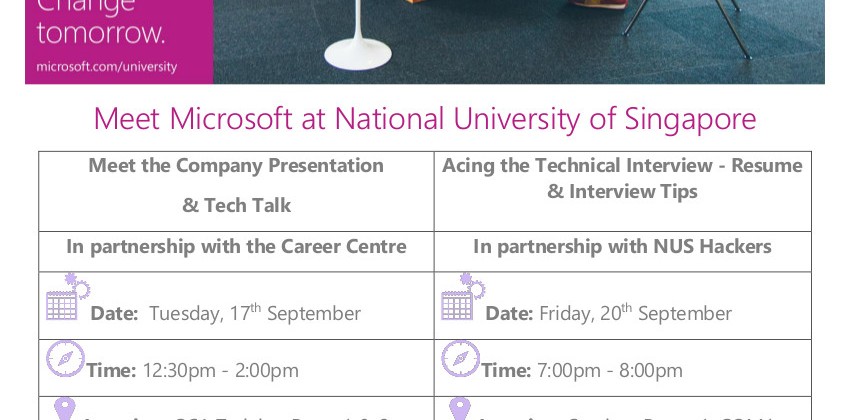 Change
tomorrow.
microsoft.com/university
Meet Microsoft at National University of Singapore
Meet the Company Presentation
& Tech Talk
Acing the Technical Interview - Resume
& Interview Tips
In partnership with the Career Centre
In partnership with NUS Hackers
Date: Tuesday, 17th September
Date: Friday, 20th September
Time: 12:30pm - 2:00pm
Time: 7:00pm - 8:00pm